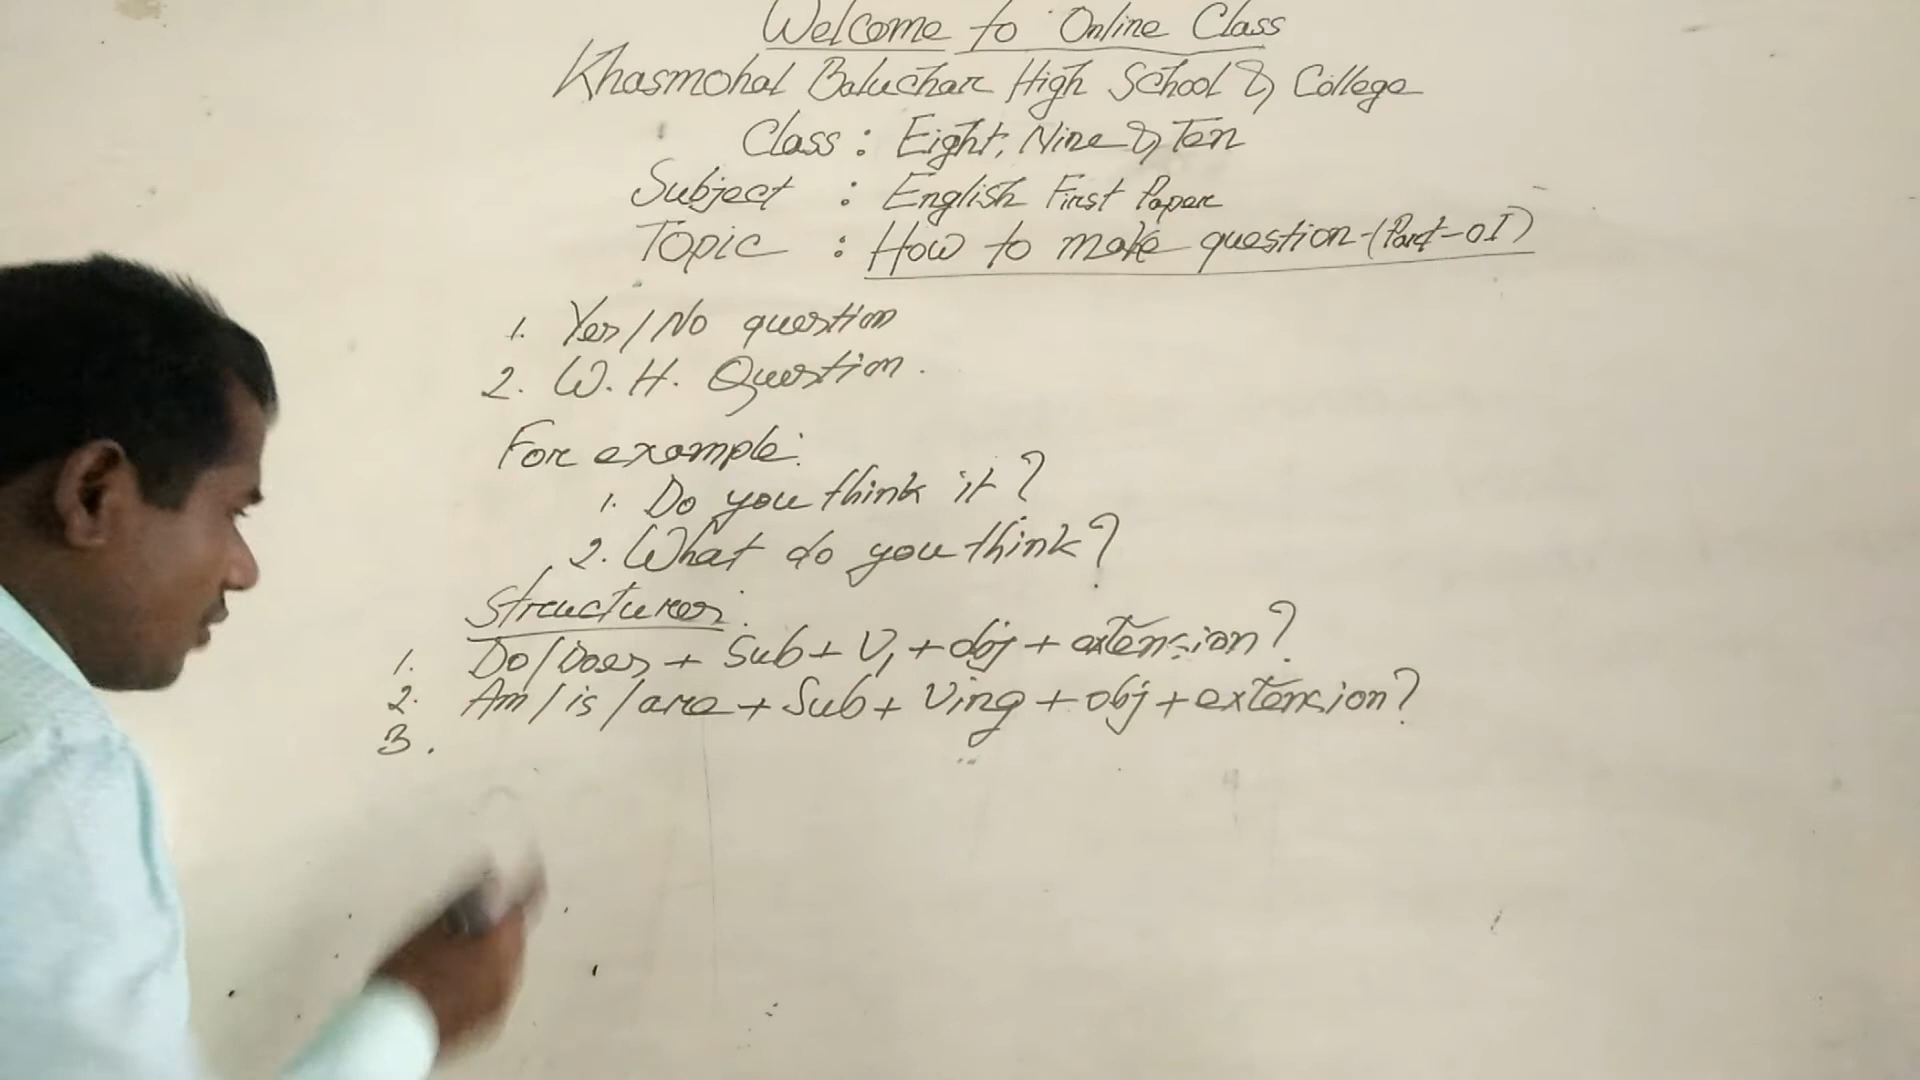 Welcome to Online Class
Khasmohal Baluchar High School & College
Class : Eight, Nine & Ten
Subject : English First Paper
Topic : How to make question-(Part-01)
1. Yes/No question
2. W. H. Question.
For example:
1. Do you think it?
2. What do you think?
Structures:
1. Do/Does + Sub + V1 + obj + extension?
2. Am/is/are + Sub + Ving + obj + extension?
3.